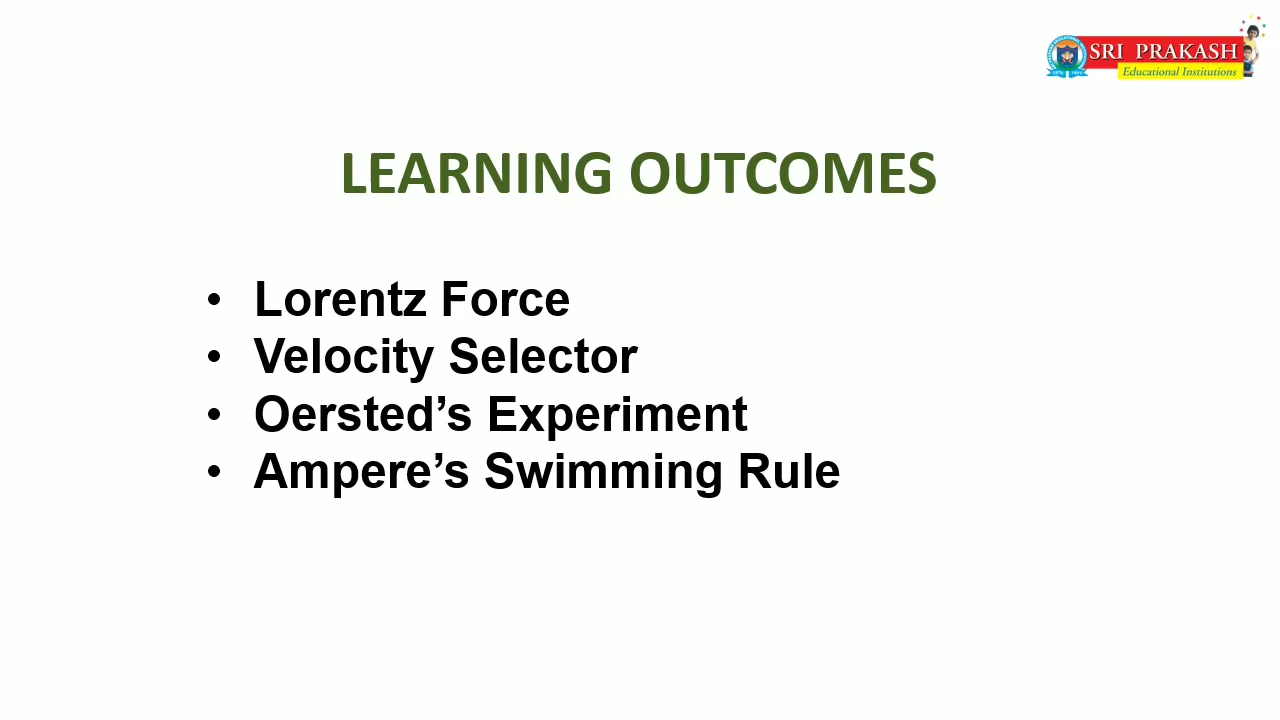 SRI PRAKASH
Educational Institutions
LEARNING OUTCOMES
• Lorentz Force
• Velocity Selector
• Oersted’s Experiment
• Ampere’s Swimming Rule